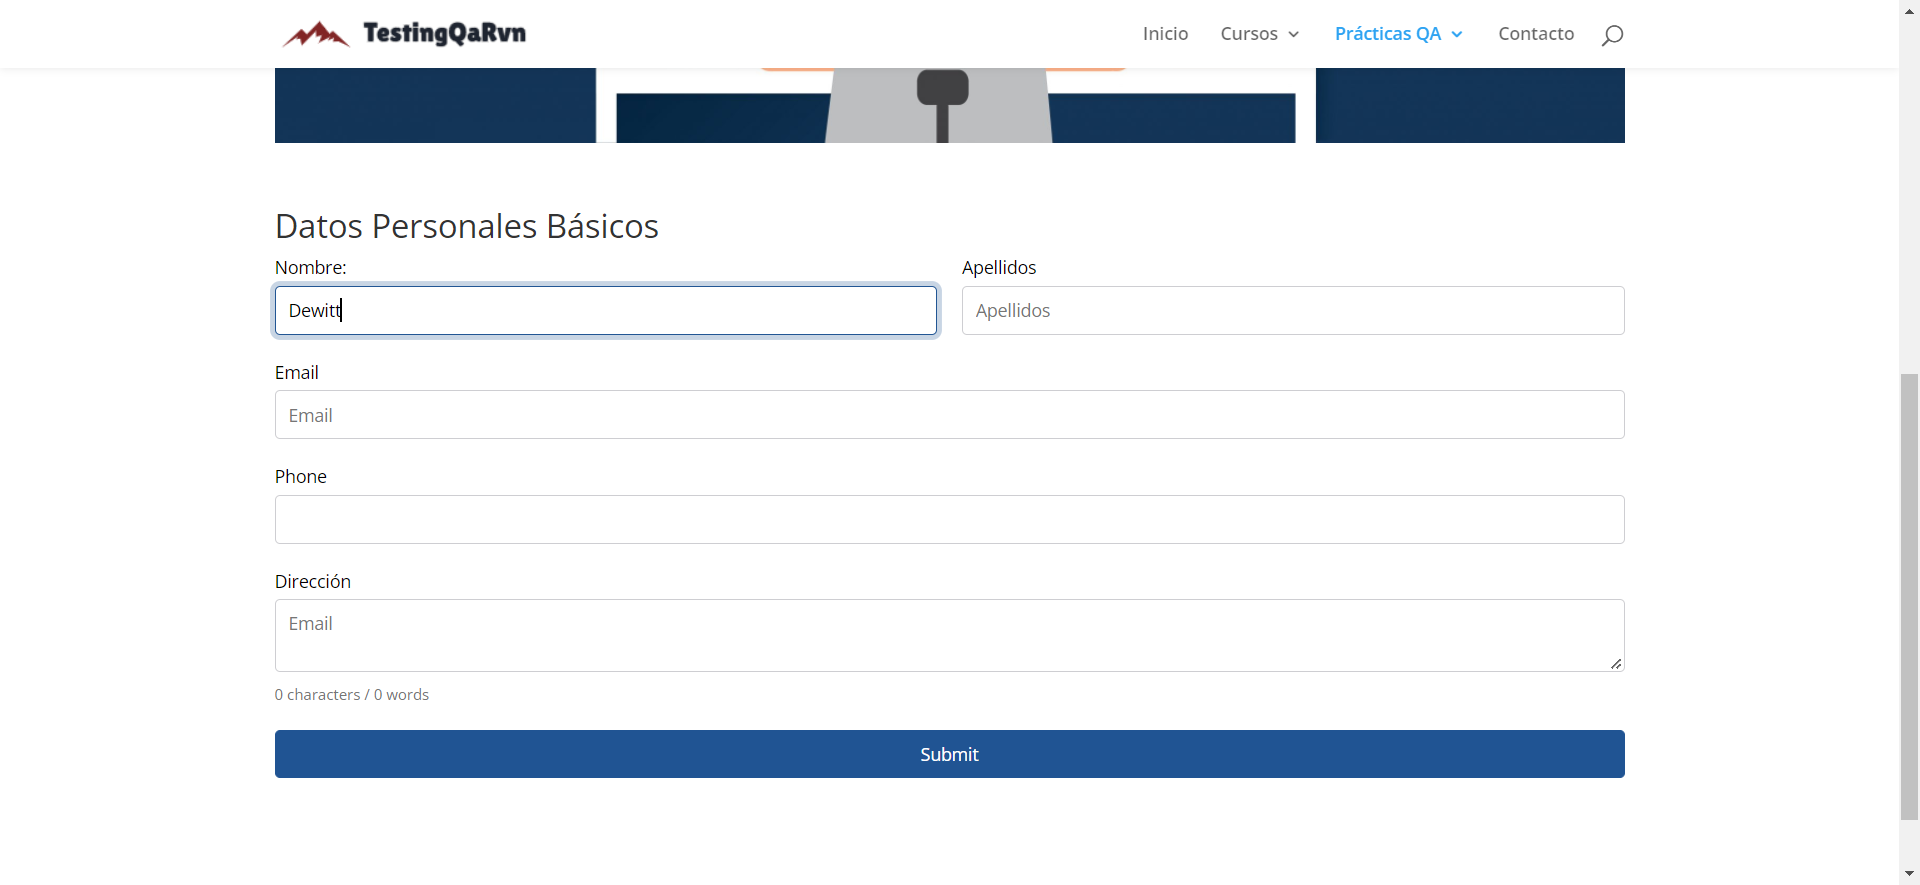 TestingQaRvn
Inicio
Cursos
Prácticas QA
Contacto
Datos Personales Básicos
Nombre:
Apellidos
Dewitt
Apellidos
Email
Email
Phone
Dirección
Email
0 characters / 0 words
Submit